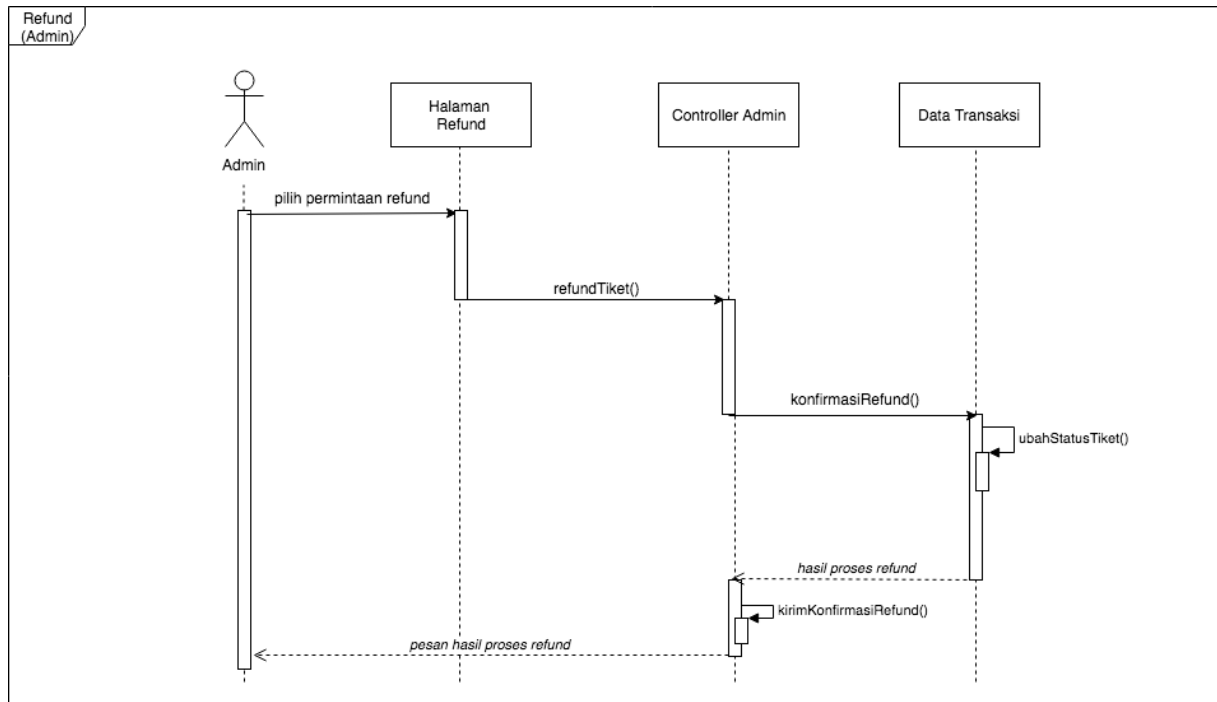 Refund
(Admin)
Halaman
Refund
Controller Admin
Data Transaksi
Admin
pilih permintaan refund
refundTiket()
konfirmasiRefund()
ubahStatusTiket()
hasil proses refund
kirimKonfirmasiRefund()
pesan hasil proses refund